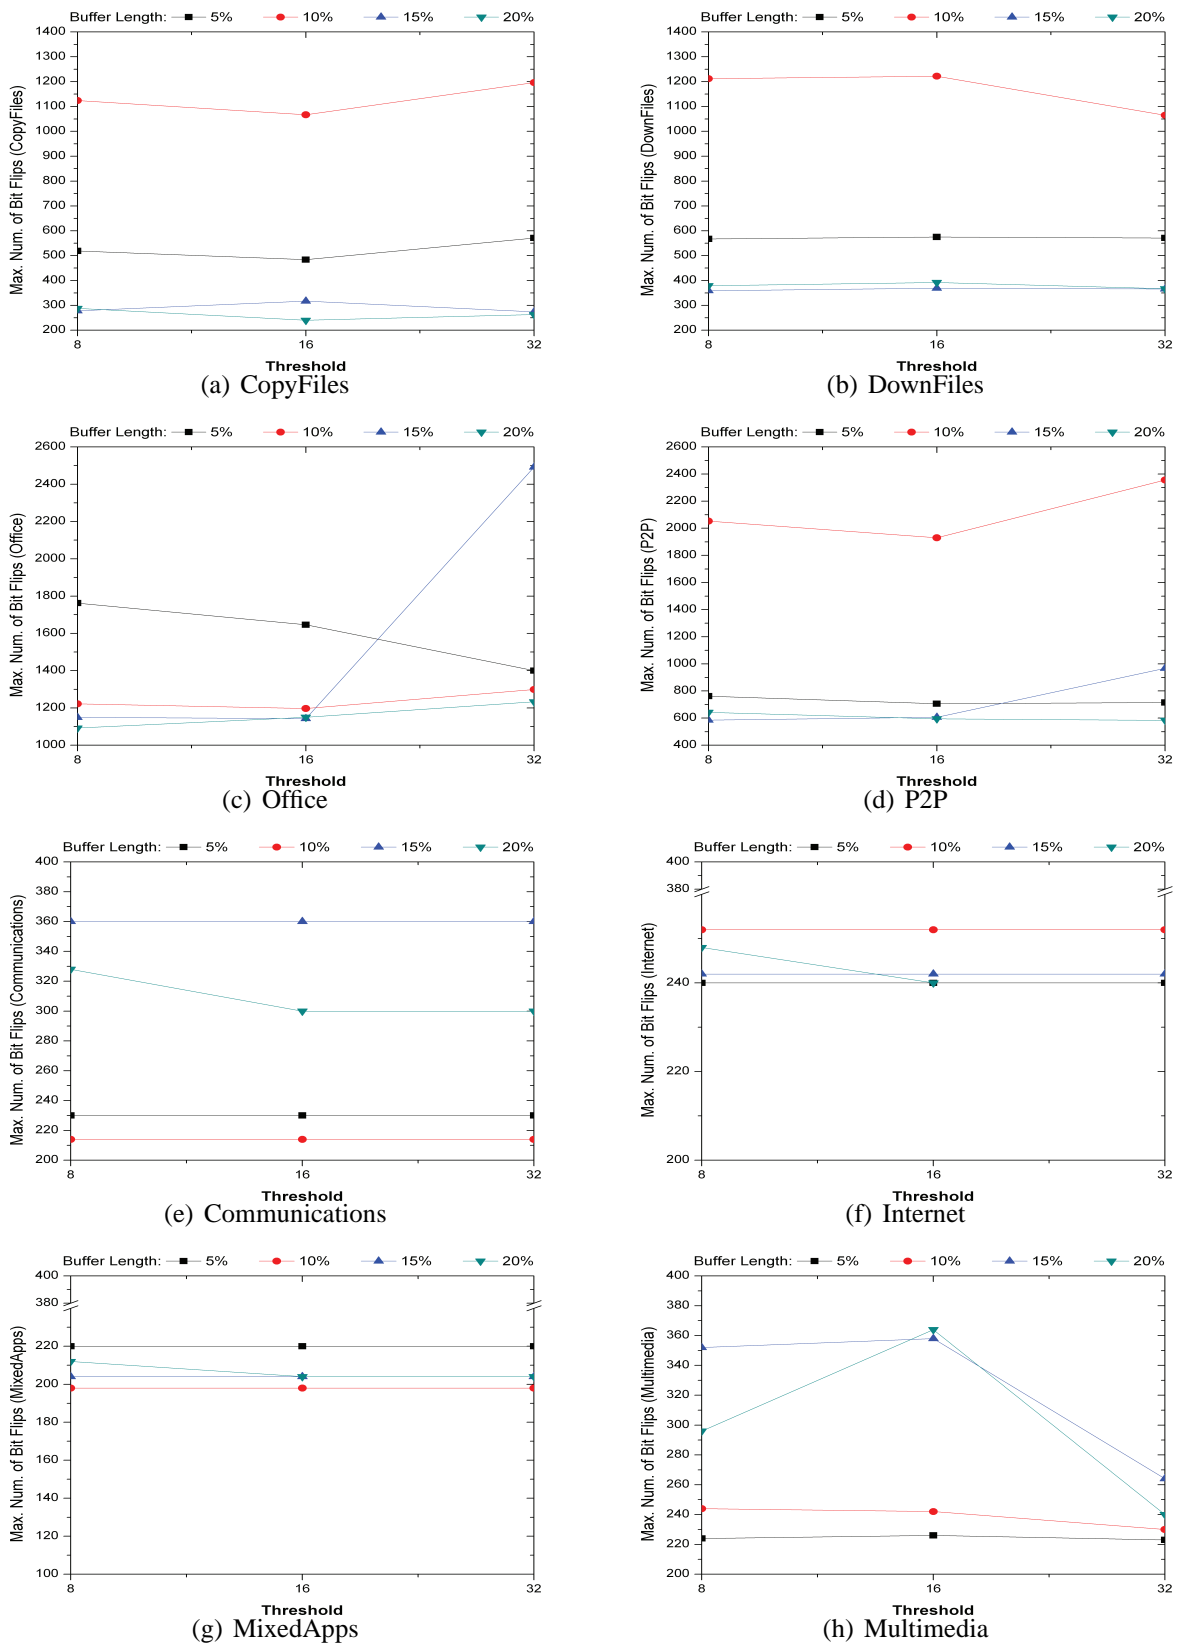 Buffer Length: 5% 10% 15% 20%
1400
1300
1200
1100
1000
900
800
700
600
500
400
300
200
Max. Num. of Bit Flips (CopyFiles)
8 16 32
Threshold
(a) CopyFiles
Buffer Length: 5% 10% 15% 20%
1400
1300
1200
1100
1000
900
800
700
600
500
400
300
200
Max. Num. of Bit Flips (DownFiles)
8 16 32
Threshold
(b) DownFiles
Buffer Length: 5% 10% 15% 20%
2600
2400
2200
2000
1800
1600
1400
1200
1000
Max. Num. of Bit Flips (Office)
8 16 32
Threshold
(c) Office
Buffer Length: 5% 10% 15% 20%
2600
2400
2200
2000
1800
1600
1400
1200
1000
800
600
400
Max. Num. of Bit Flips (P2P)
8 16 32
Threshold
(d) P2P
Buffer Length: 5% 10% 15% 20%
400
380
360
340
320
300
280
260
240
220
200
Max. Num. of Bit Flips (Communications)
8 16 32
Threshold
(e) Communications
Buffer Length: 5% 10% 15% 20%
400
380
240
220
200
Max. Num. of Bit Flips (Internet)
8 16 32
Threshold
(f) Internet
Buffer Length: 5% 10% 15% 20%
400
380
220
200
180
160
140
120
100
Max. Num. of Bit Flips (MixedApps)
8 16 32
Threshold
(g) MixedApps
Buffer Length: 5% 10% 15% 20%
400
380
360
340
320
300
280
260
240
220
200
Max. Num. of Bit Flips (Multimedia)
8 16 32
Threshold
(h) Multimedia